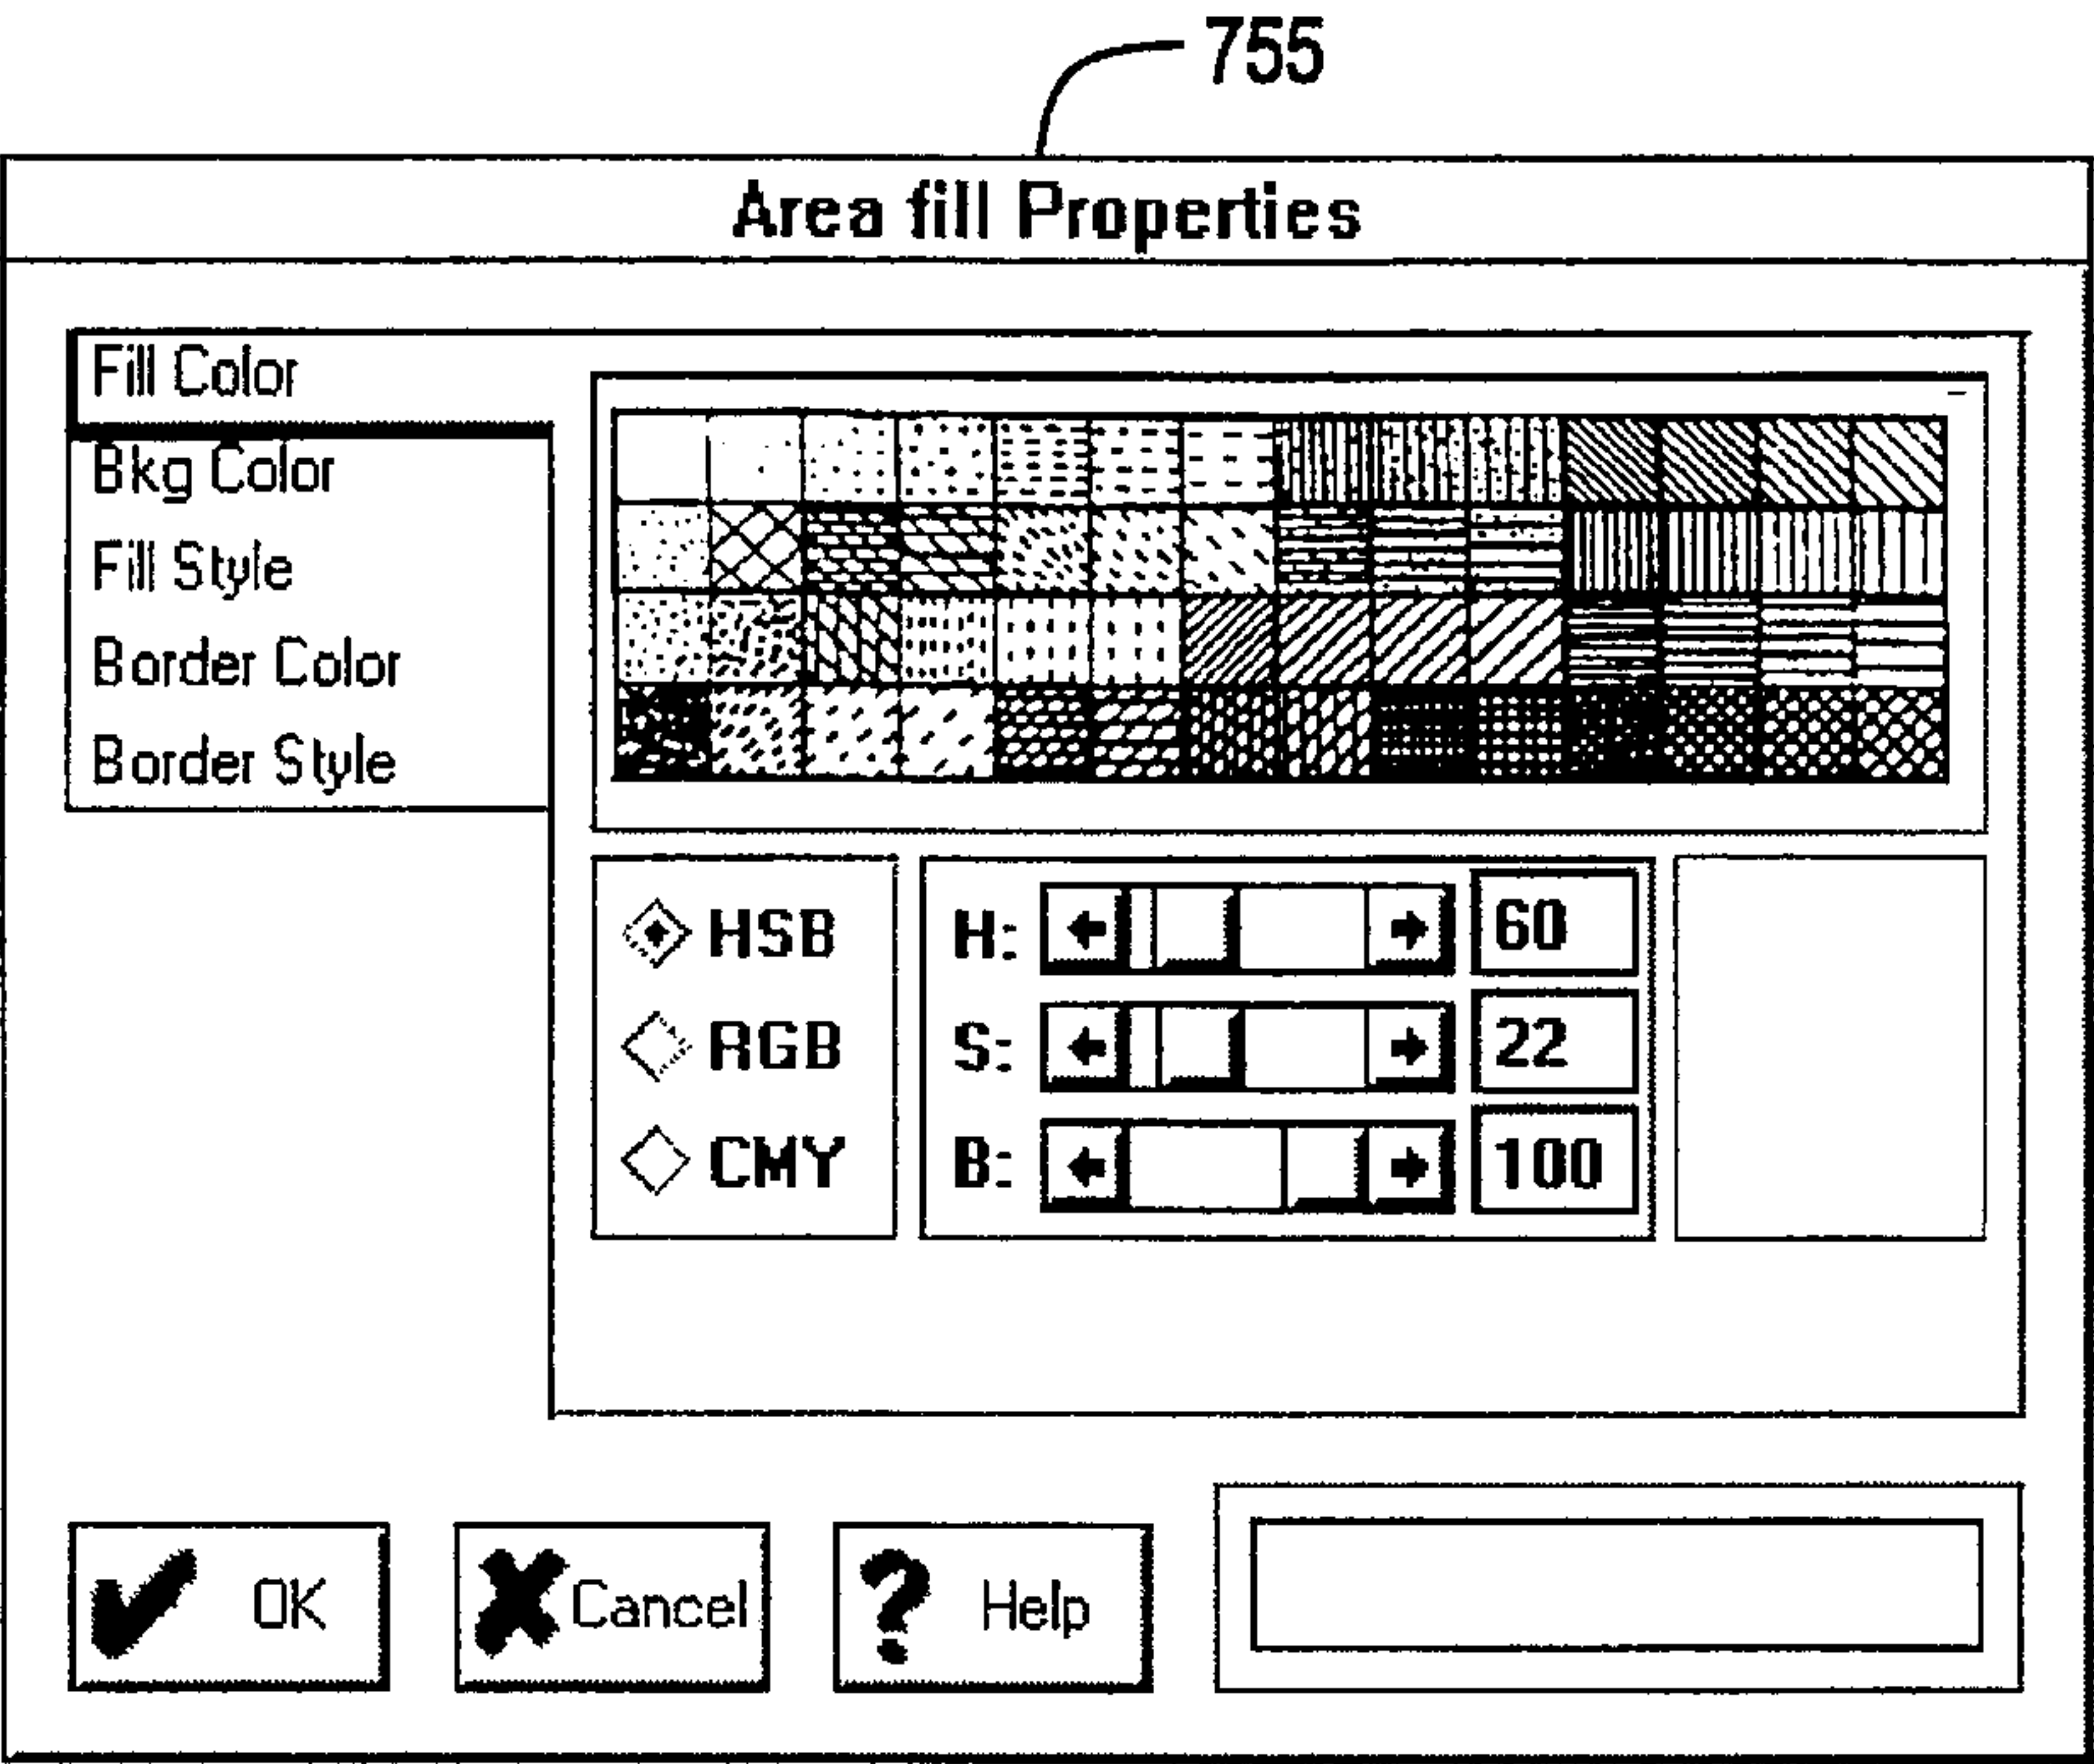 755
Area fill Properties
Fill Color
Bkg Color
Fill Style
Border Color
Border Style
HSB
RGB
CMY
H: 60
S: 22
B: 100
OK
Cancel
? Help